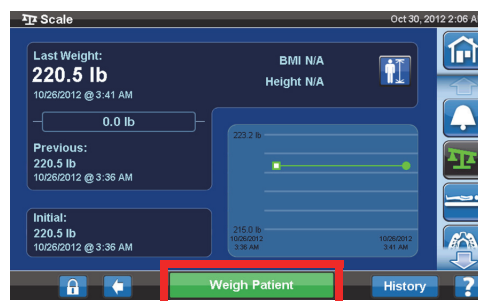 Scale
Oct 30, 2012 2:06 A
Last Weight:
220.5 lb
10/26/2012 @ 3:41 AM
BMI N/A
Height N/A
0.0 lb
Previous:
220.5 lb
10/26/2012 @ 3:36 AM
Initial:
220.5 lb
10/26/2012 @ 3:36 AM
223.2 lb
215.0 lb
10/26/2012
3:36 AM
10/26/2012
3:41 AM
Weigh Patient
History
?